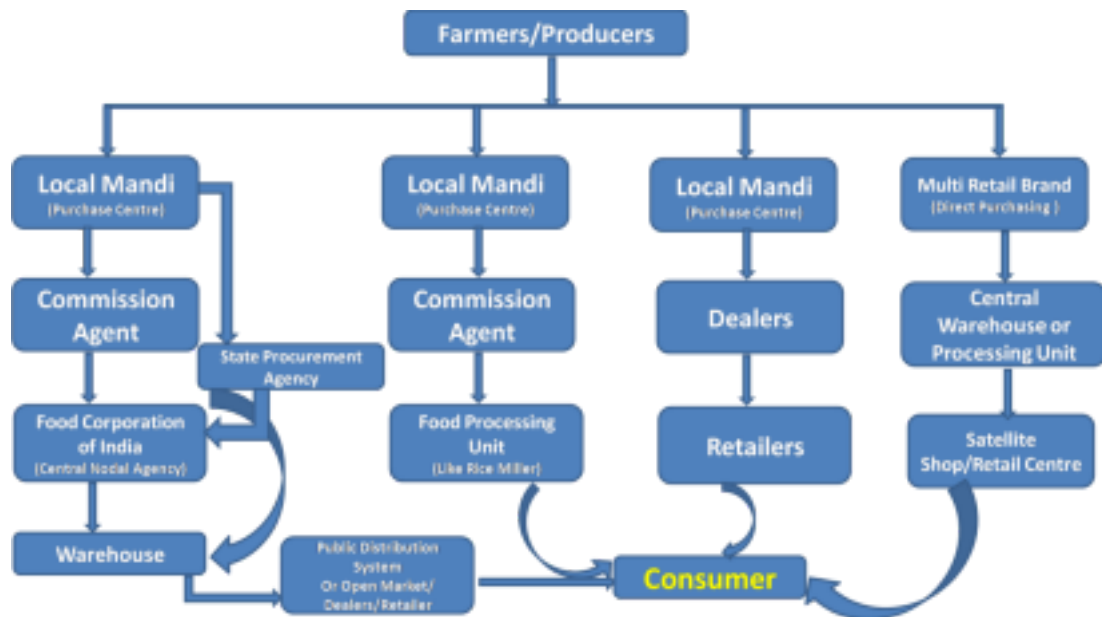 Farmers/Producers
Local Mandi
(Purchase Centre)
Local Mandi
(Purchase Centre)
Local Mandi
(Purchase Centre)
Multi Retail Brand
(Direct Purchasing )
Commission
Agent
Commission
Agent
Dealers
Central
Warehouse or
Processing Unit
State Procurement
Agency
Food Corporation
of India
(Central Nodal Agency)
Food Processing
Unit
(Like Rice Miller)
Retailers
Satellite
Shop/Retail Centre
Warehouse
Public Distribution
System
Or Open Market/
Dealers/Retailer
Consumer